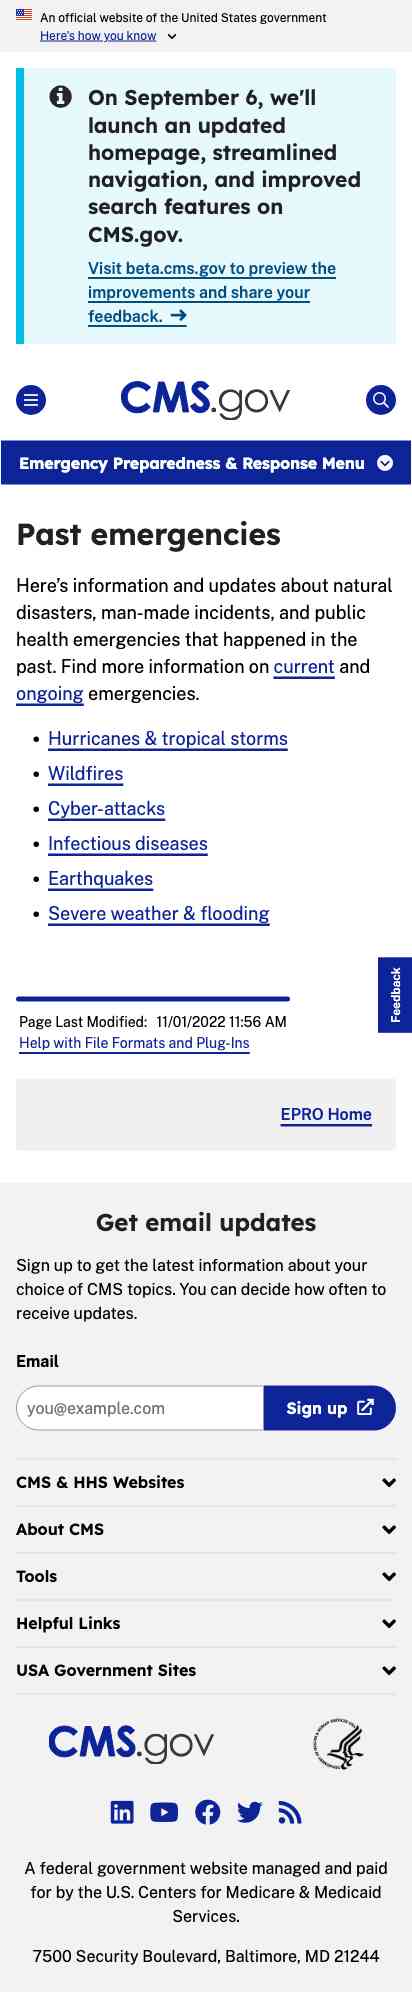 An official website of the United States government
Here's how you know
On September 6, we'll
launch an updated
homepage, streamlined
navigation, and improved
search features on
CMS.gov.
Visit beta.cms.gov to preview the
improvements and share your
feedback.
CMS.gov
Emergency Preparedness & Response Menu
Past emergencies
Here’s information and updates about natural
disasters, man-made incidents, and public
health emergencies that happened in the
past. Find more information on current and
ongoing emergencies.
• Hurricanes & tropical storms
• Wildfires
• Cyber-attacks
• Infectious diseases
• Earthquakes
• Severe weather & flooding
Feedback
Page Last Modified: 11/01/2022 11:56 AM
Help with File Formats and Plug-Ins
EPRO Home
Get email updates
Sign up to get the latest information about your
choice of CMS topics. You can decide how often to
receive updates.
Email
you@example.com
Sign up
CMS & HHS Websites
About CMS
Tools
Helpful Links
USA Government Sites
CMS.gov
A federal government website managed and paid
for by the U.S. Centers for Medicare & Medicaid
Services.
7500 Security Boulevard, Baltimore, MD 21244